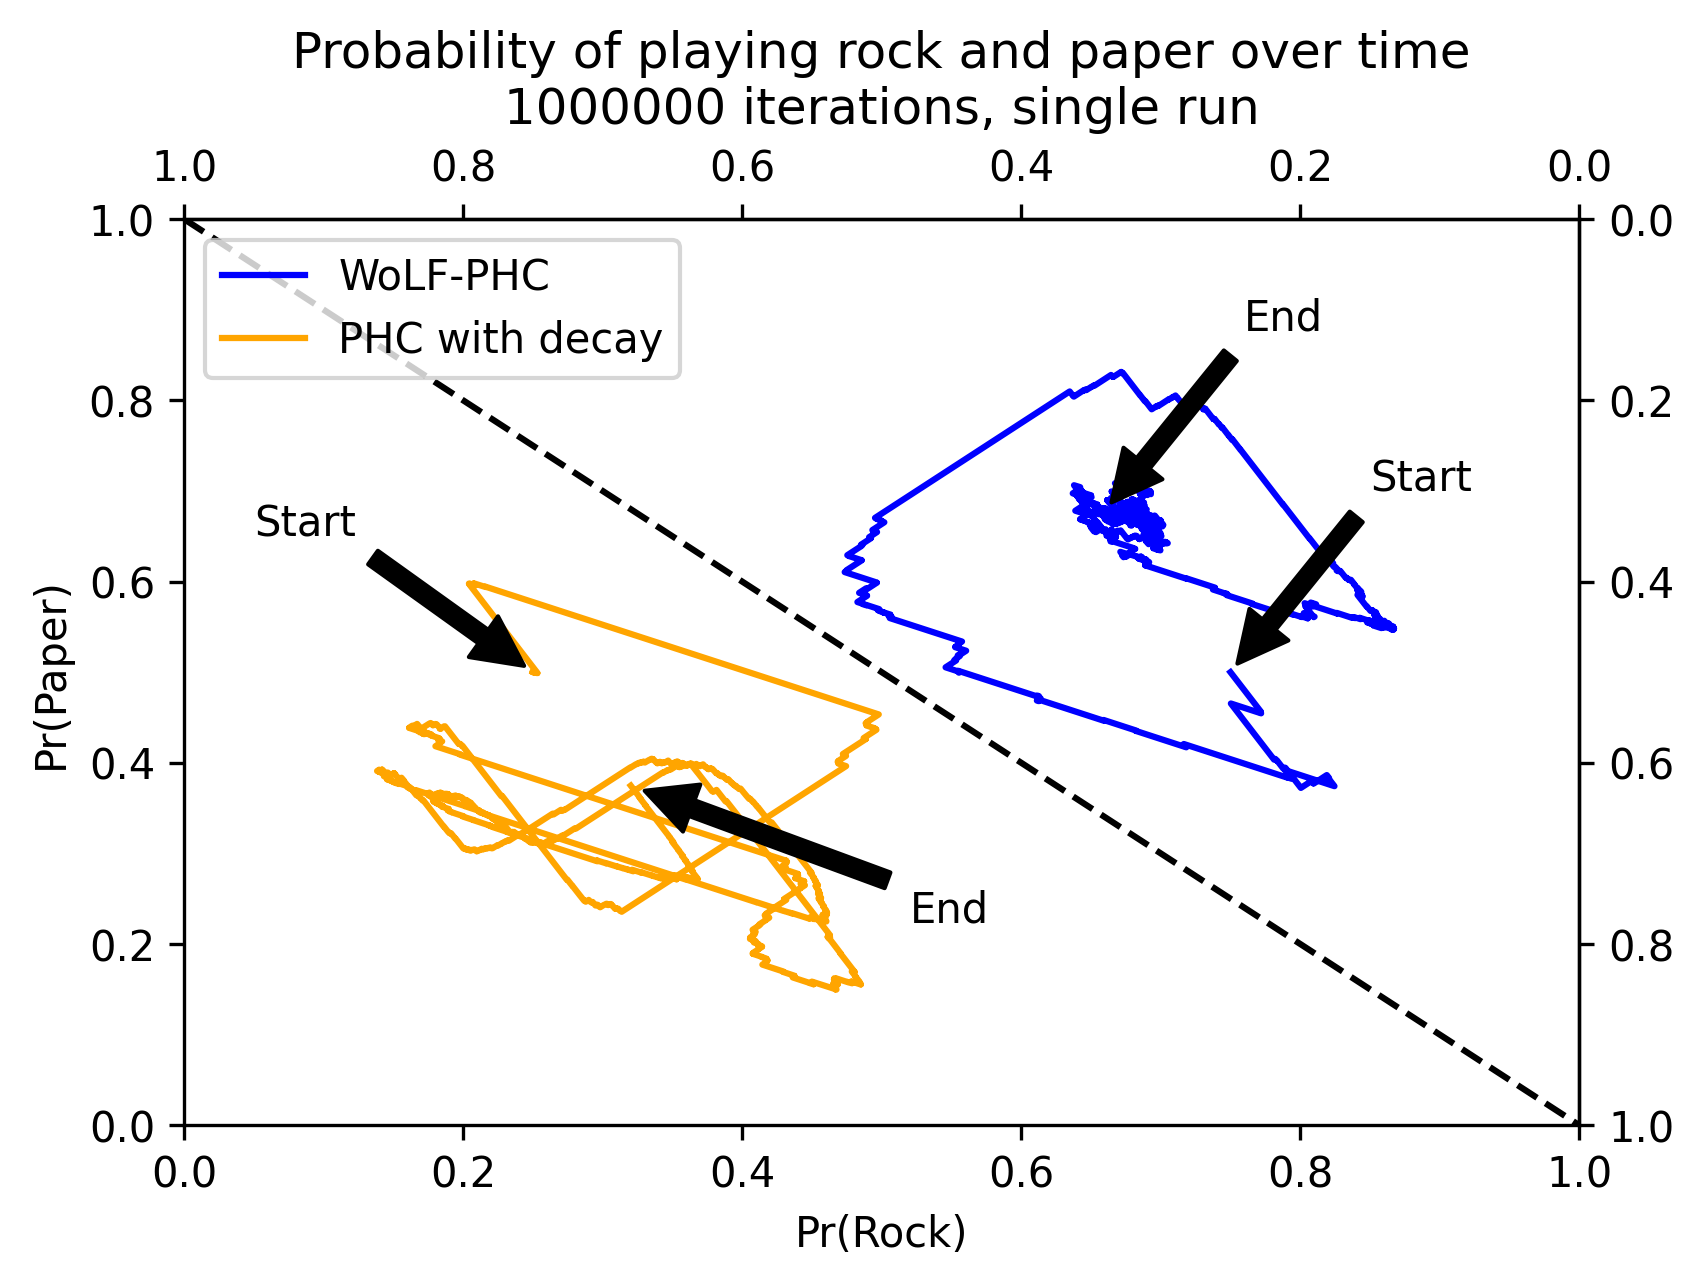 Probability of playing rock and paper over time
1000000 iterations, single run
1.0 0.8 0.6 0.4 0.2 0.0
1.0 0.0
WoLF-PHC
PHC with decay
End
0.8 0.2
Start
Start
0.6 0.4
Pr(Paper)
0.4 0.6
End
0.2 0.8
0.0 1.0
0.0 0.2 0.4 0.6 0.8 1.0
Pr(Rock)